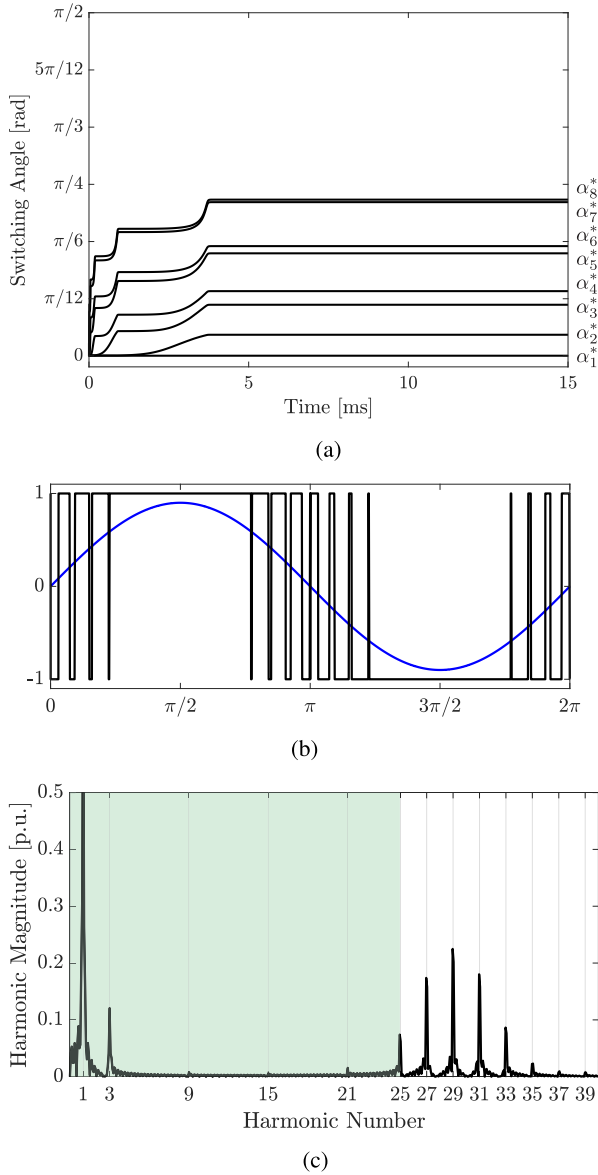 π/2
5π/12
π/3
π/4
π/6
π/12
0
Switching Angle [rad]
α*8
α*7
α*6
α*5
α*4
α*3
α*2
α*1
0 5 10 15
Time [ms]
(a)
1
0
-1
0 π/2 π 3π/2 2π
(b)
0.5
0.4
0.3
0.2
0.1
0
Harmonic Magnitude [p.u.]
1 3 9 15 21 25 27 29 31 33 35 37 39
Harmonic Number
(c)